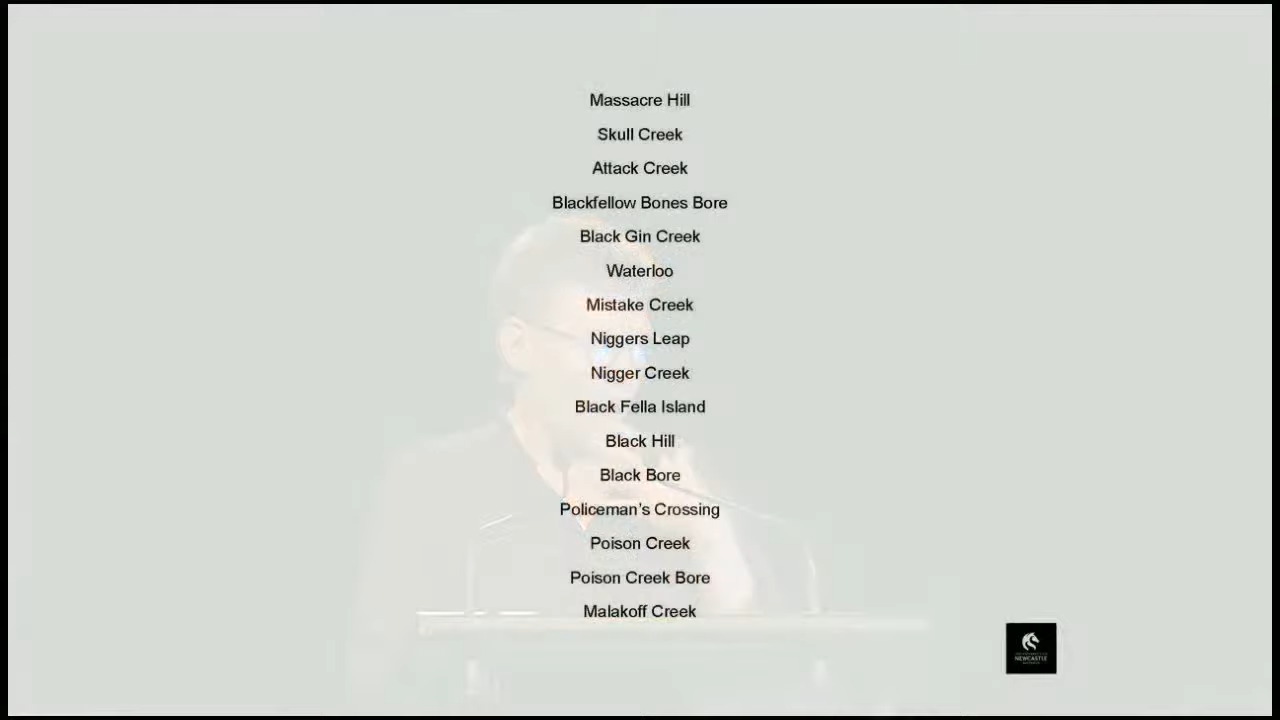 Massacre Hill
Skull Creek
Attack Creek
Blackfellow Bones Bore
Black Gin Creek
Waterloo
Mistake Creek
Niggers Leap
Nigger Creek
Black Fella Island
Black Hill
Black Bore
Policeman's Crossing
Poison Creek
Poison Creek Bore
Malakoff Creek
NEWCASTLE